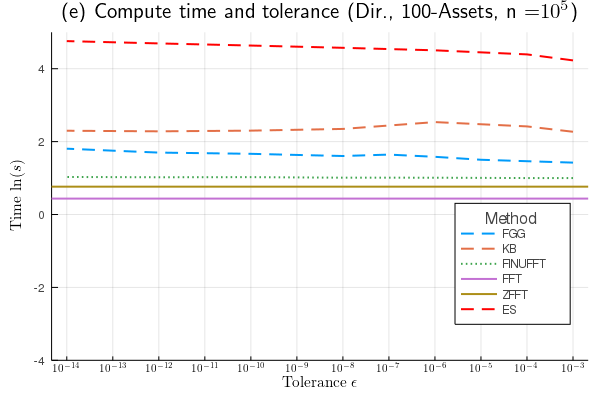 (e) Compute time and tolerance (Dir., 100-Assets, n =10⁵)
Time ln(s)
4
2
0
-2
-4
Method
FGG
KB
FINUFFT
FFT
ZFFT
ES
10⁻¹⁴ 10⁻¹³ 10⁻¹² 10⁻¹¹ 10⁻¹⁰ 10⁻⁹ 10⁻⁸ 10⁻⁷ 10⁻⁶ 10⁻⁵ 10⁻⁴ 10⁻³
Tolerance ϵ